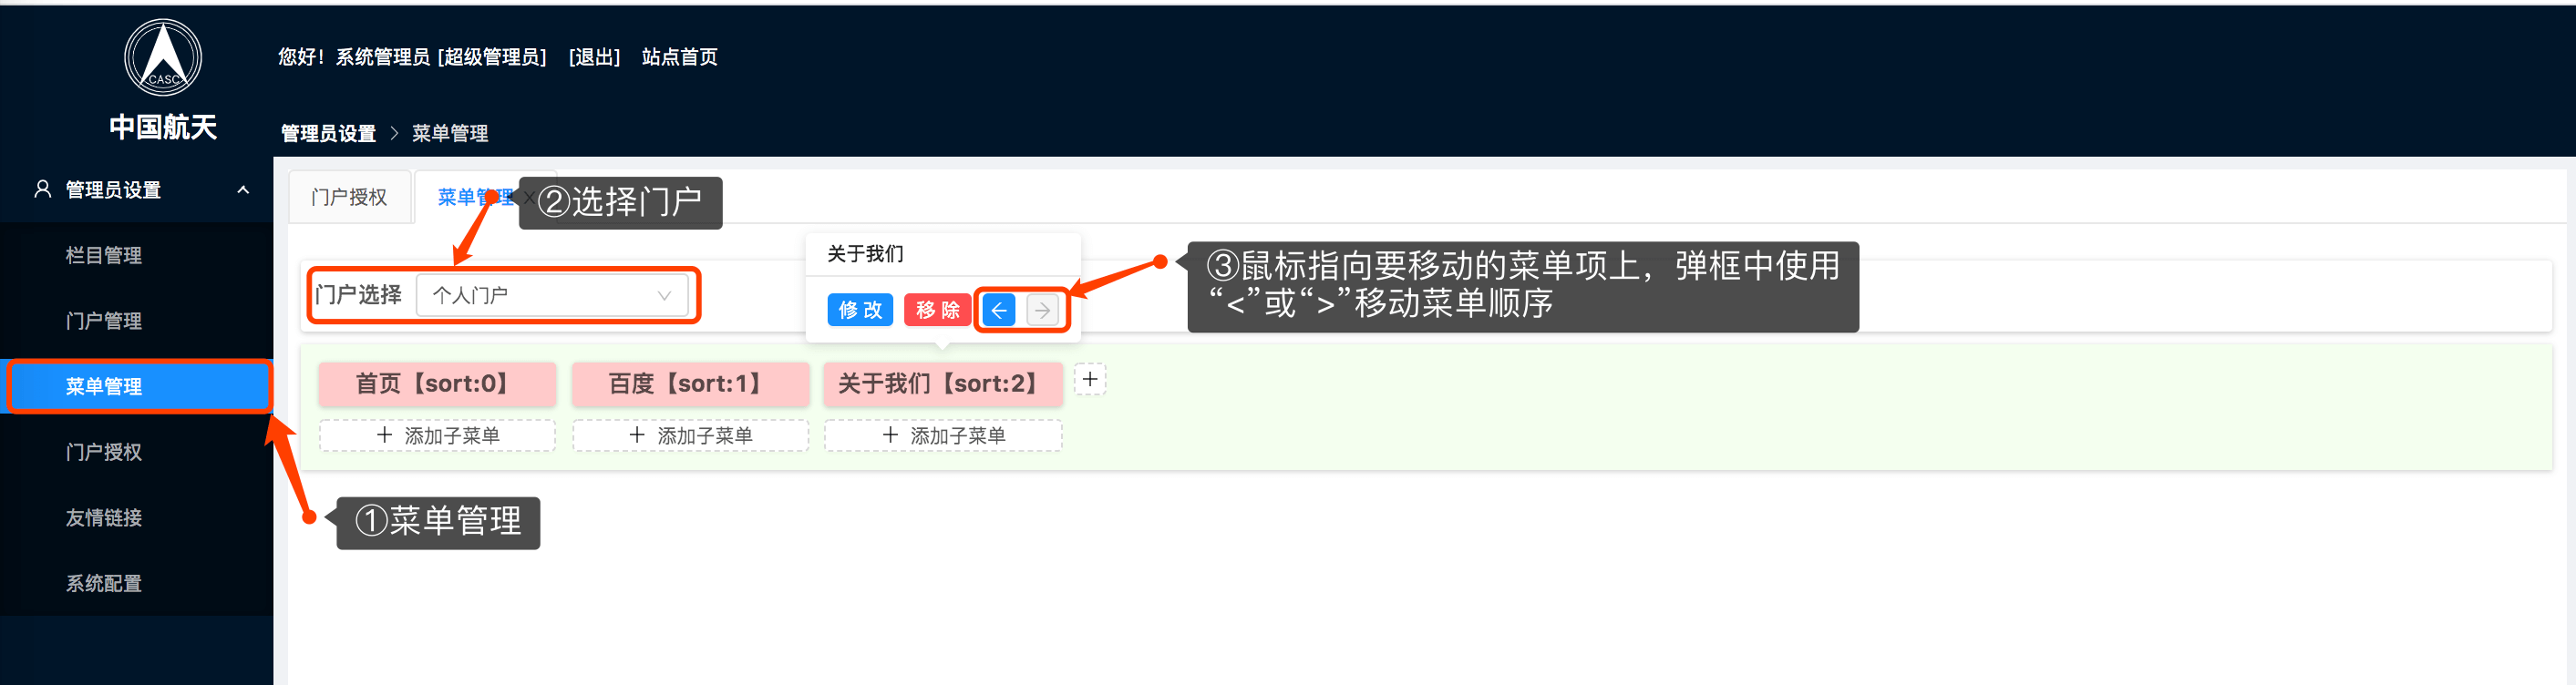 CASC
中国航天
您好！系统管理员 [超级管理员] [退出] 站点首页
管理员设置 > 菜单管理
管理员设置
栏目管理
门户管理
菜单管理
门户授权
友情链接
系统配置
门户授权
菜单管理
②选择门户
门户选择 个人门户
关于我们
修 改 移 除
③鼠标指向要移动的菜单项上，弹框中使用
“<”或“>”移动菜单顺序
首页【sort:0】 百度【sort:1】 关于我们【sort:2】 +
+ 添加子菜单 + 添加子菜单 + 添加子菜单
①菜单管理